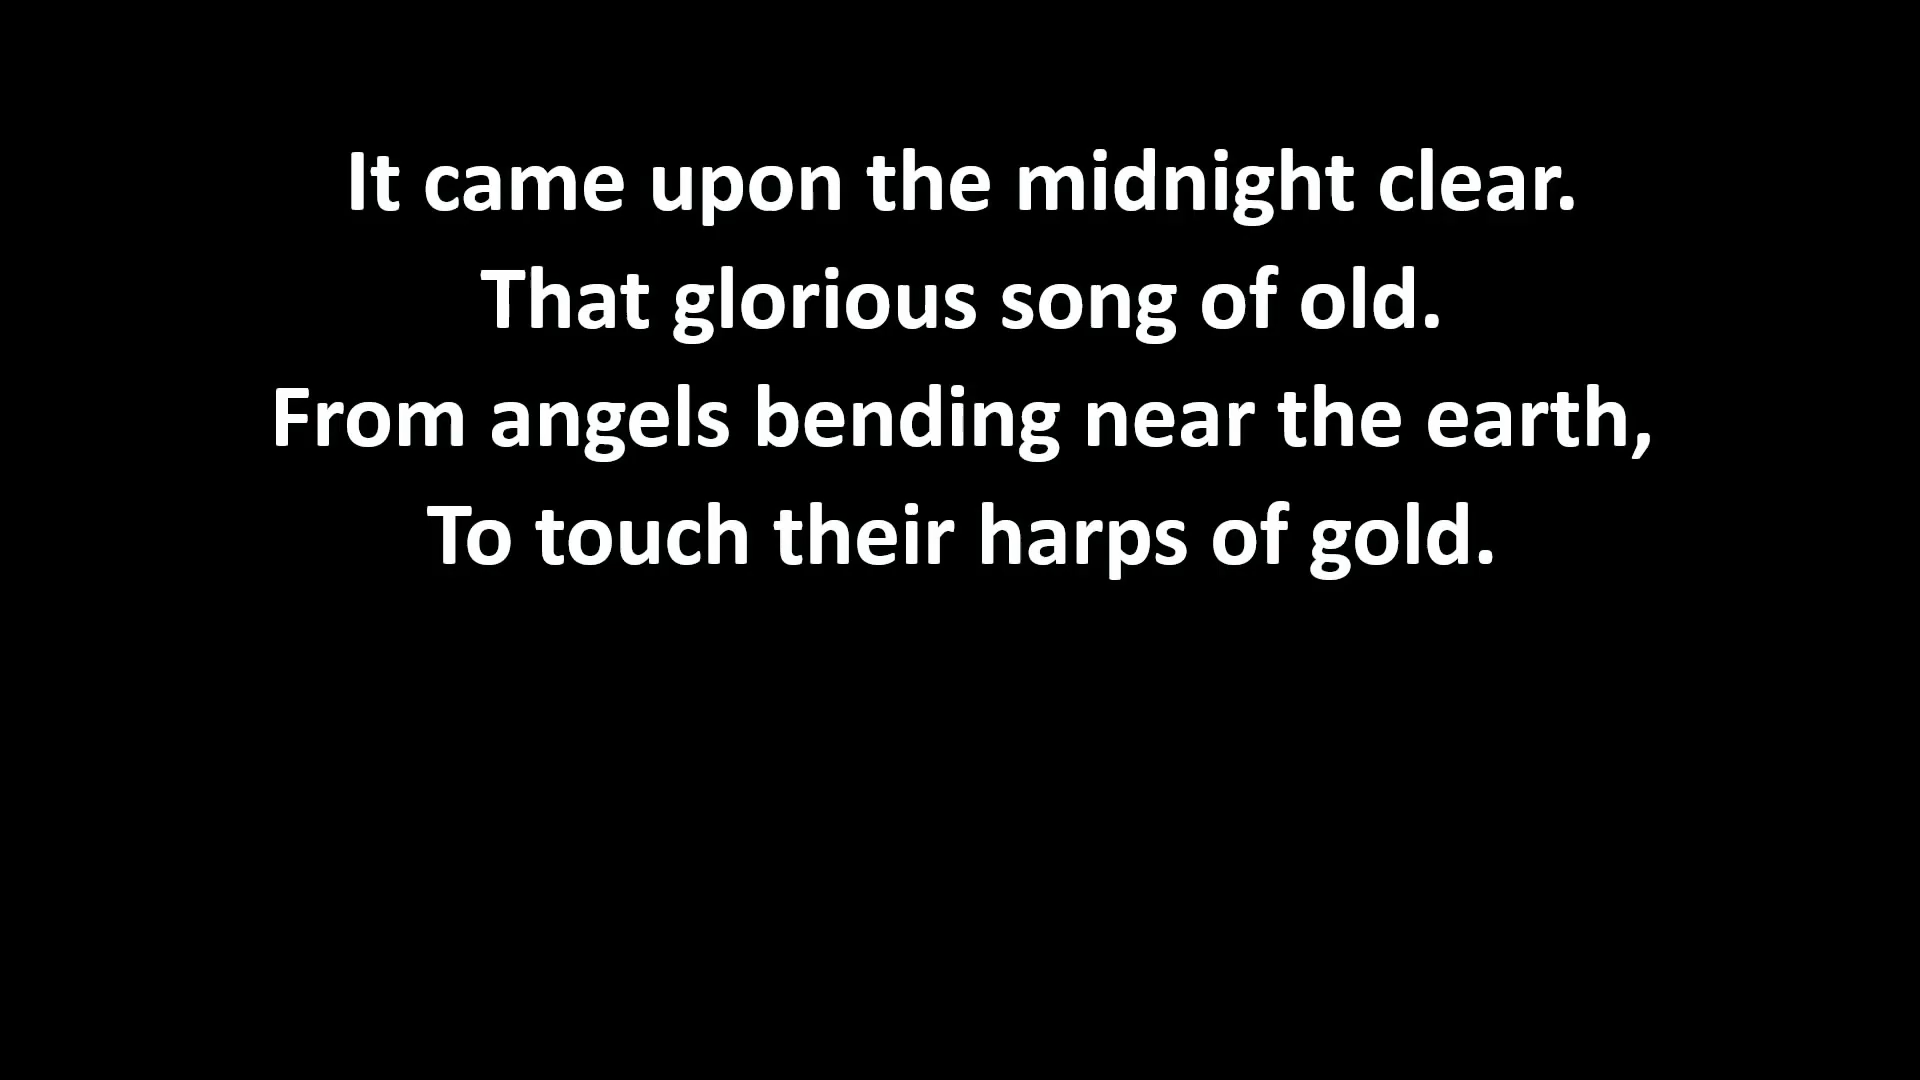 It came upon the midnight clear.
That glorious song of old.
From angels bending near the earth,
To touch their harps of gold.